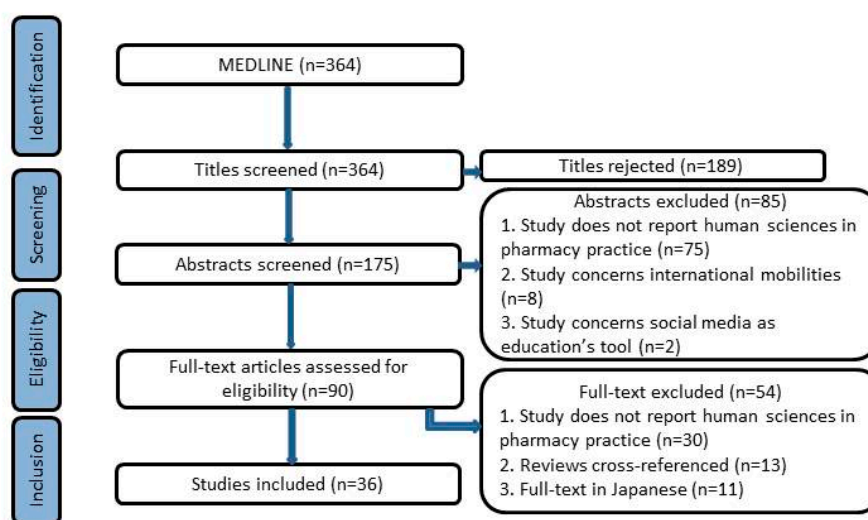 Identification
MEDLINE (n=364)
Titles screened (n=364)
Titles rejected (n=189)
Screening
Abstracts screened (n=175)
Abstracts excluded (n=85)
1. Study does not report human sciences in
pharmacy practice (n=75)
2. Study concerns international mobilities
(n=8)
3. Study concerns social media as
education's tool (n=2)
Eligibility
Full-text articles assessed for
eligibility (n=90)
Full-text excluded (n=54)
1. Study does not report human sciences in
pharmacy practice (n=30)
2. Reviews cross-referenced (n=13)
3. Full-text in Japanese (n=11)
Inclusion
Studies included (n=36)